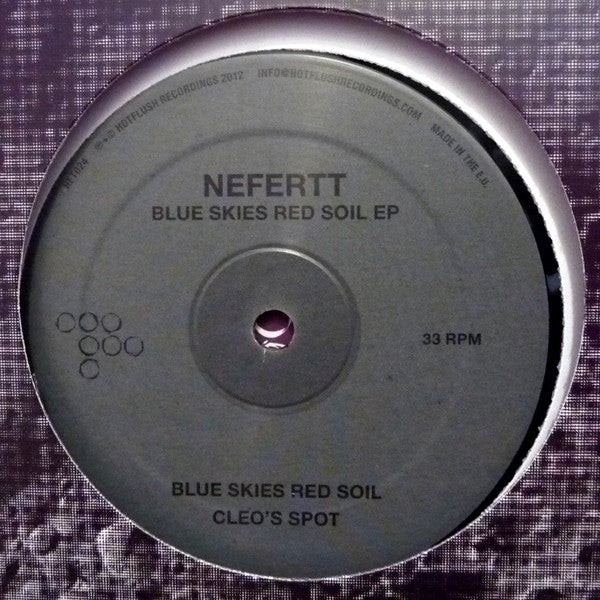 HFT024 ℗+© HOTFLUSH RECORDINGS 2012 INFO@HOTFLUSHRECORDINGS.COM MADE IN THE E.U.
NEFERTT
BLUE SKIES RED SOIL EP
33 RPM
BLUE SKIES RED SOIL
CLEO'S SPOT